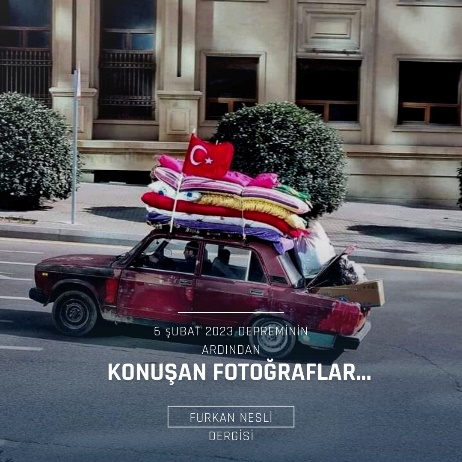 6 ŞUBAT 2023 DEPREMİNİN
ARDINDAN
KONUŞAN FOTOĞRAFLAR...
FURKAN NESLİ
DERGİSİ